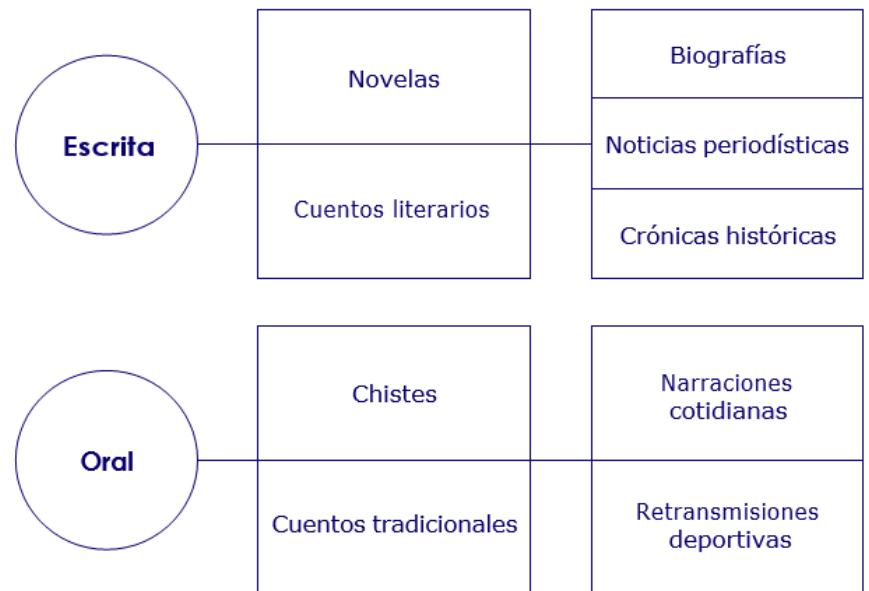 Escrita
Novelas
Cuentos literarios
Biografías
Noticias periodísticas
Crónicas históricas
Oral
Chistes
Cuentos tradicionales
Narraciones
cotidianas
Retransmisiones
deportivas